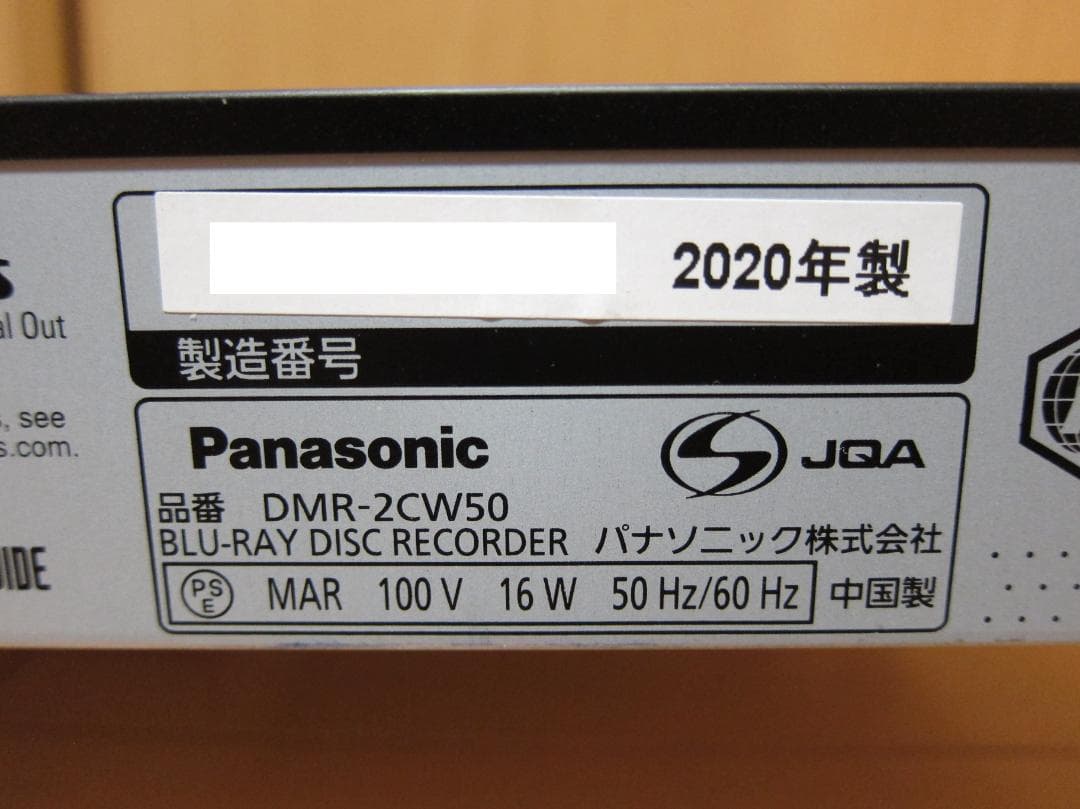 al Out
, see
s.com.
2020年製
製造番号
Panasonic
JQA
品番 DMR-2CW50
BLU-RAY DISC RECORDER パナソニック株式会社
PS
E
MAR 100 V 16 W 50 Hz/60 Hz 中国製